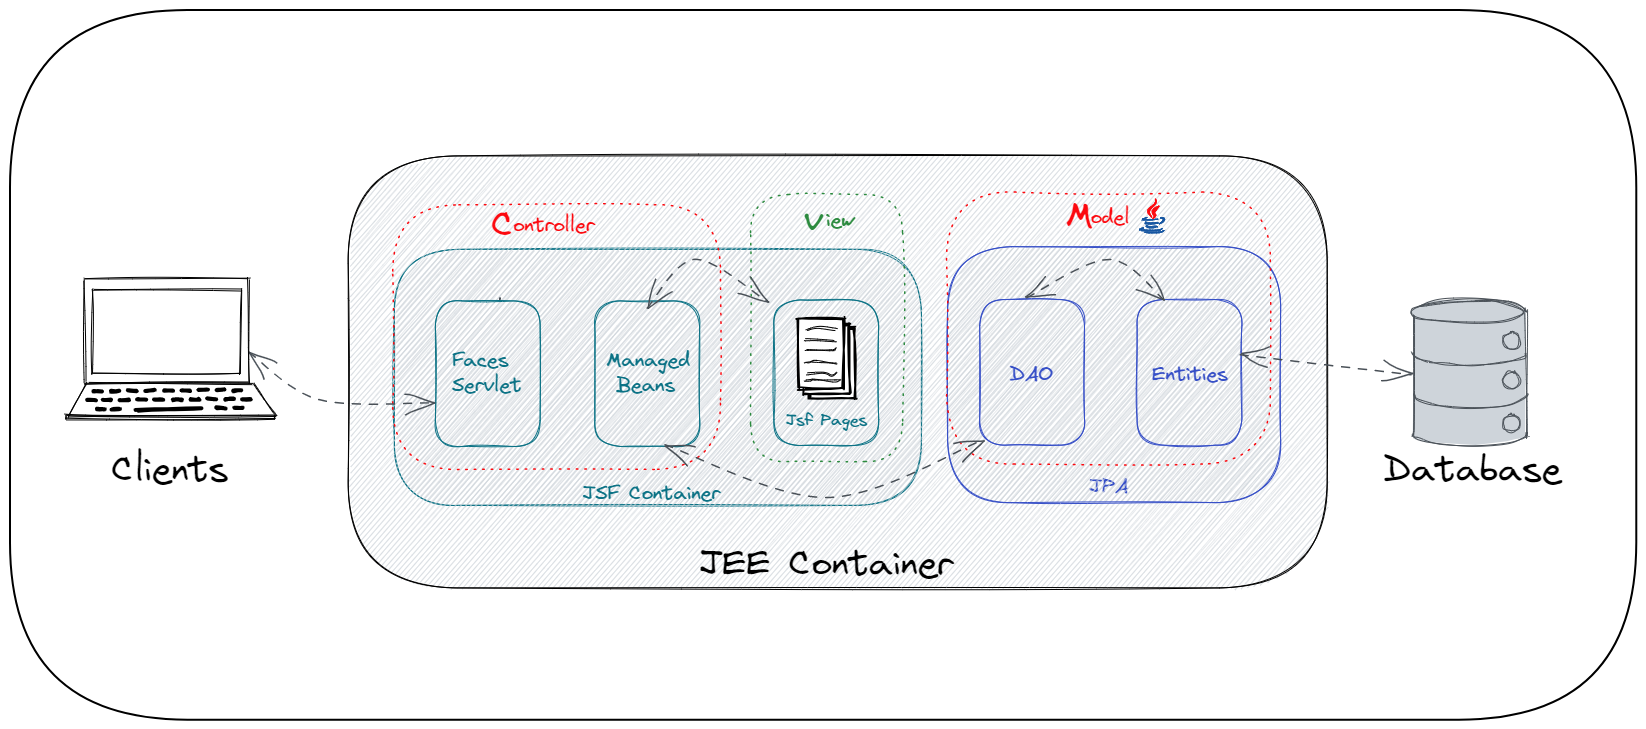 Controller
View
Model
Faces
Servlet
Managed
Beans
Jsf Pages
DAO
Entities
JSF Container
JPA
Clients
Database
JEE Container